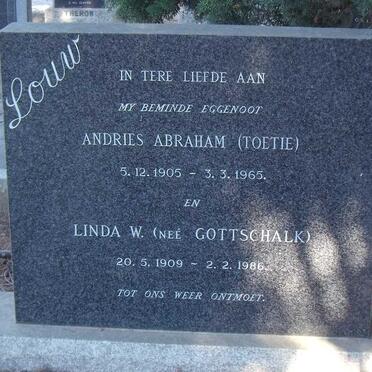 THERON
Louw
IN TERE LIEFDE AAN
MY BEMINDE EGGENOOT
ANDRIES ABRAHAM (TOETIE)
5.12.1905 – 3.3.1965.
EN
LINDA W. (NEÉ GOTTSCHALK)
20.5.1909 – 2.2.1986.
TOT ONS WEER ONTMOET.